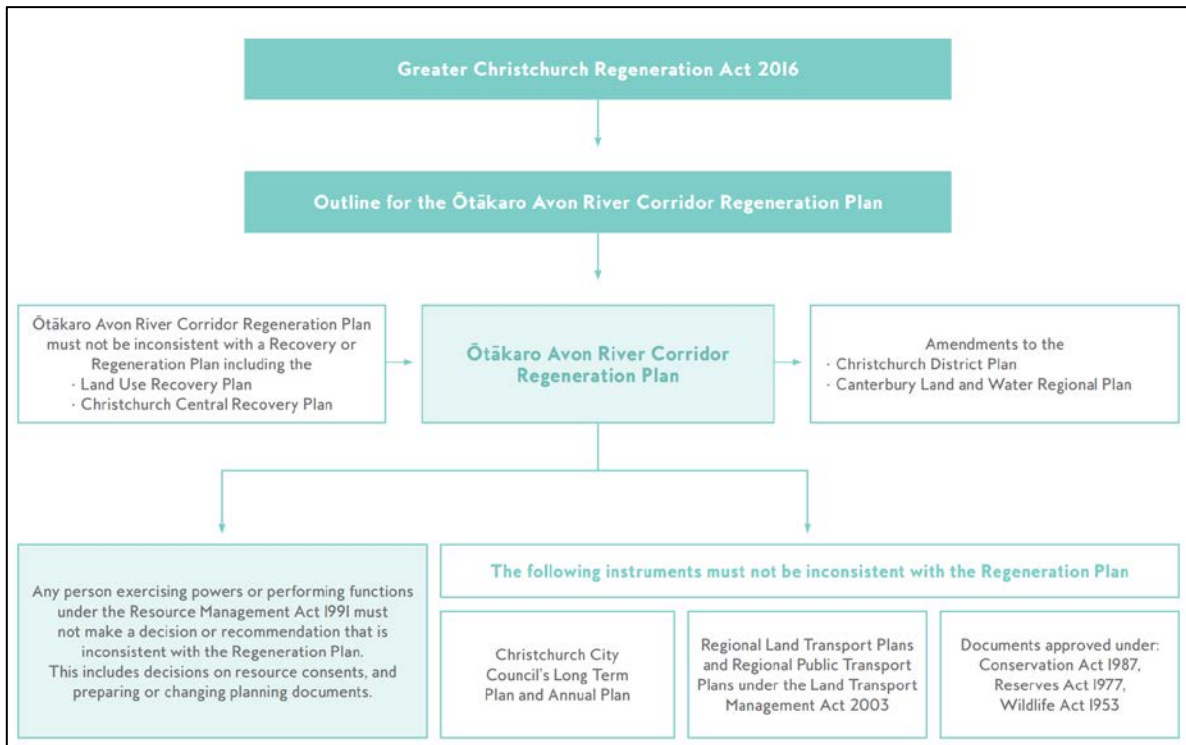 Greater Christchurch Regeneration Act 2016
Outline for the Ōtākaro Avon River Corridor Regeneration Plan
Ōtākaro Avon River Corridor Regeneration Plan
must not be inconsistent with a Recovery or
Regeneration Plan including the
· Land Use Recovery Plan
· Christchurch Central Recovery Plan
Ōtākaro Avon River Corridor
Regeneration Plan
Amendments to the
· Christchurch District Plan
· Canterbury Land and Water Regional Plan
Any person exercising powers or performing functions
under the Resource Management Act 1991 must
not make a decision or recommendation that is
inconsistent with the Regeneration Plan.
This includes decisions on resource consents, and
preparing or changing planning documents.
The following instruments must not be inconsistent with the Regeneration Plan
Christchurch City
Council's Long Term
Plan and Annual Plan
Regional Land Transport Plans
and Regional Public Transport
Plans under the Land Transport
Management Act 2003
Documents approved under:
Conservation Act 1987,
Reserves Act 1977,
Wildlife Act 1953